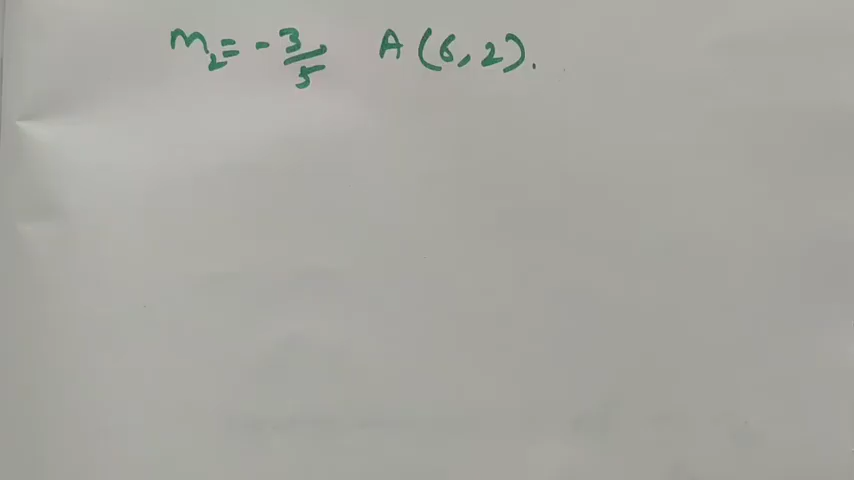 m₂ = -3/5 A(6, 2).